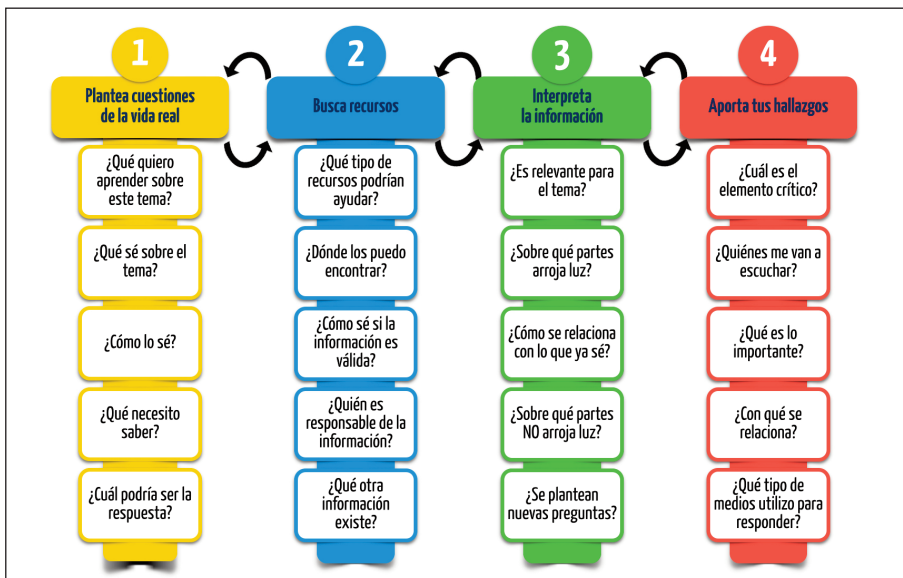 1
Plantea cuestiones
de la vida real
¿Qué quiero
aprender sobre
este tema?
¿Qué sé sobre el
tema?
¿Cómo lo sé?
¿Qué necesito
saber?
¿Cuál podría ser la
respuesta?
2
Busca recursos
¿Qué tipo de
recursos podrían
ayudar?
¿Dónde los puedo
encontrar?
¿Cómo sé si la
información es
válida?
¿Quién es
responsable de la
información?
¿Qué otra
información
existe?
3
Interpreta
la información
¿Es relevante para
el tema?
¿Sobre qué partes
arroja luz?
¿Cómo se relaciona
con lo que ya sé?
¿Sobre qué partes
NO arroja luz?
¿Se plantean
nuevas preguntas?
4
Aporta tus hallazgos
¿Cuál es el
elemento crítico?
¿Quiénes me van a
escuchar?
¿Qué es lo
importante?
¿Con qué se
relaciona?
¿Qué tipo de
medios utilizo para
responder?